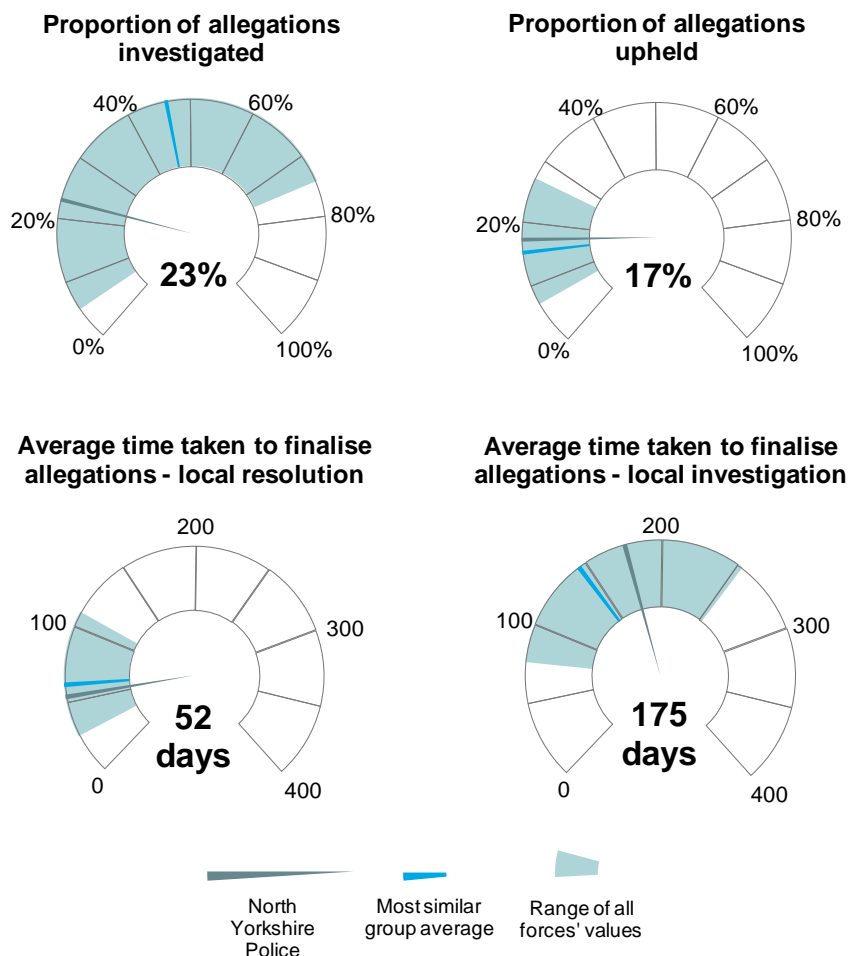 Proportion of allegations
investigated
40%
60%
20%
80%
23%
0%
100%
Proportion of allegations
upheld
40%
60%
20%
80%
17%
0%
100%
Average time taken to finalise
allegations - local resolution
200
100
300
52
days
0
400
Average time taken to finalise
allegations - local investigation
200
100
300
175
days
0
400
North
Yorkshire
Police
Most similar
group average
Range of all
forces' values